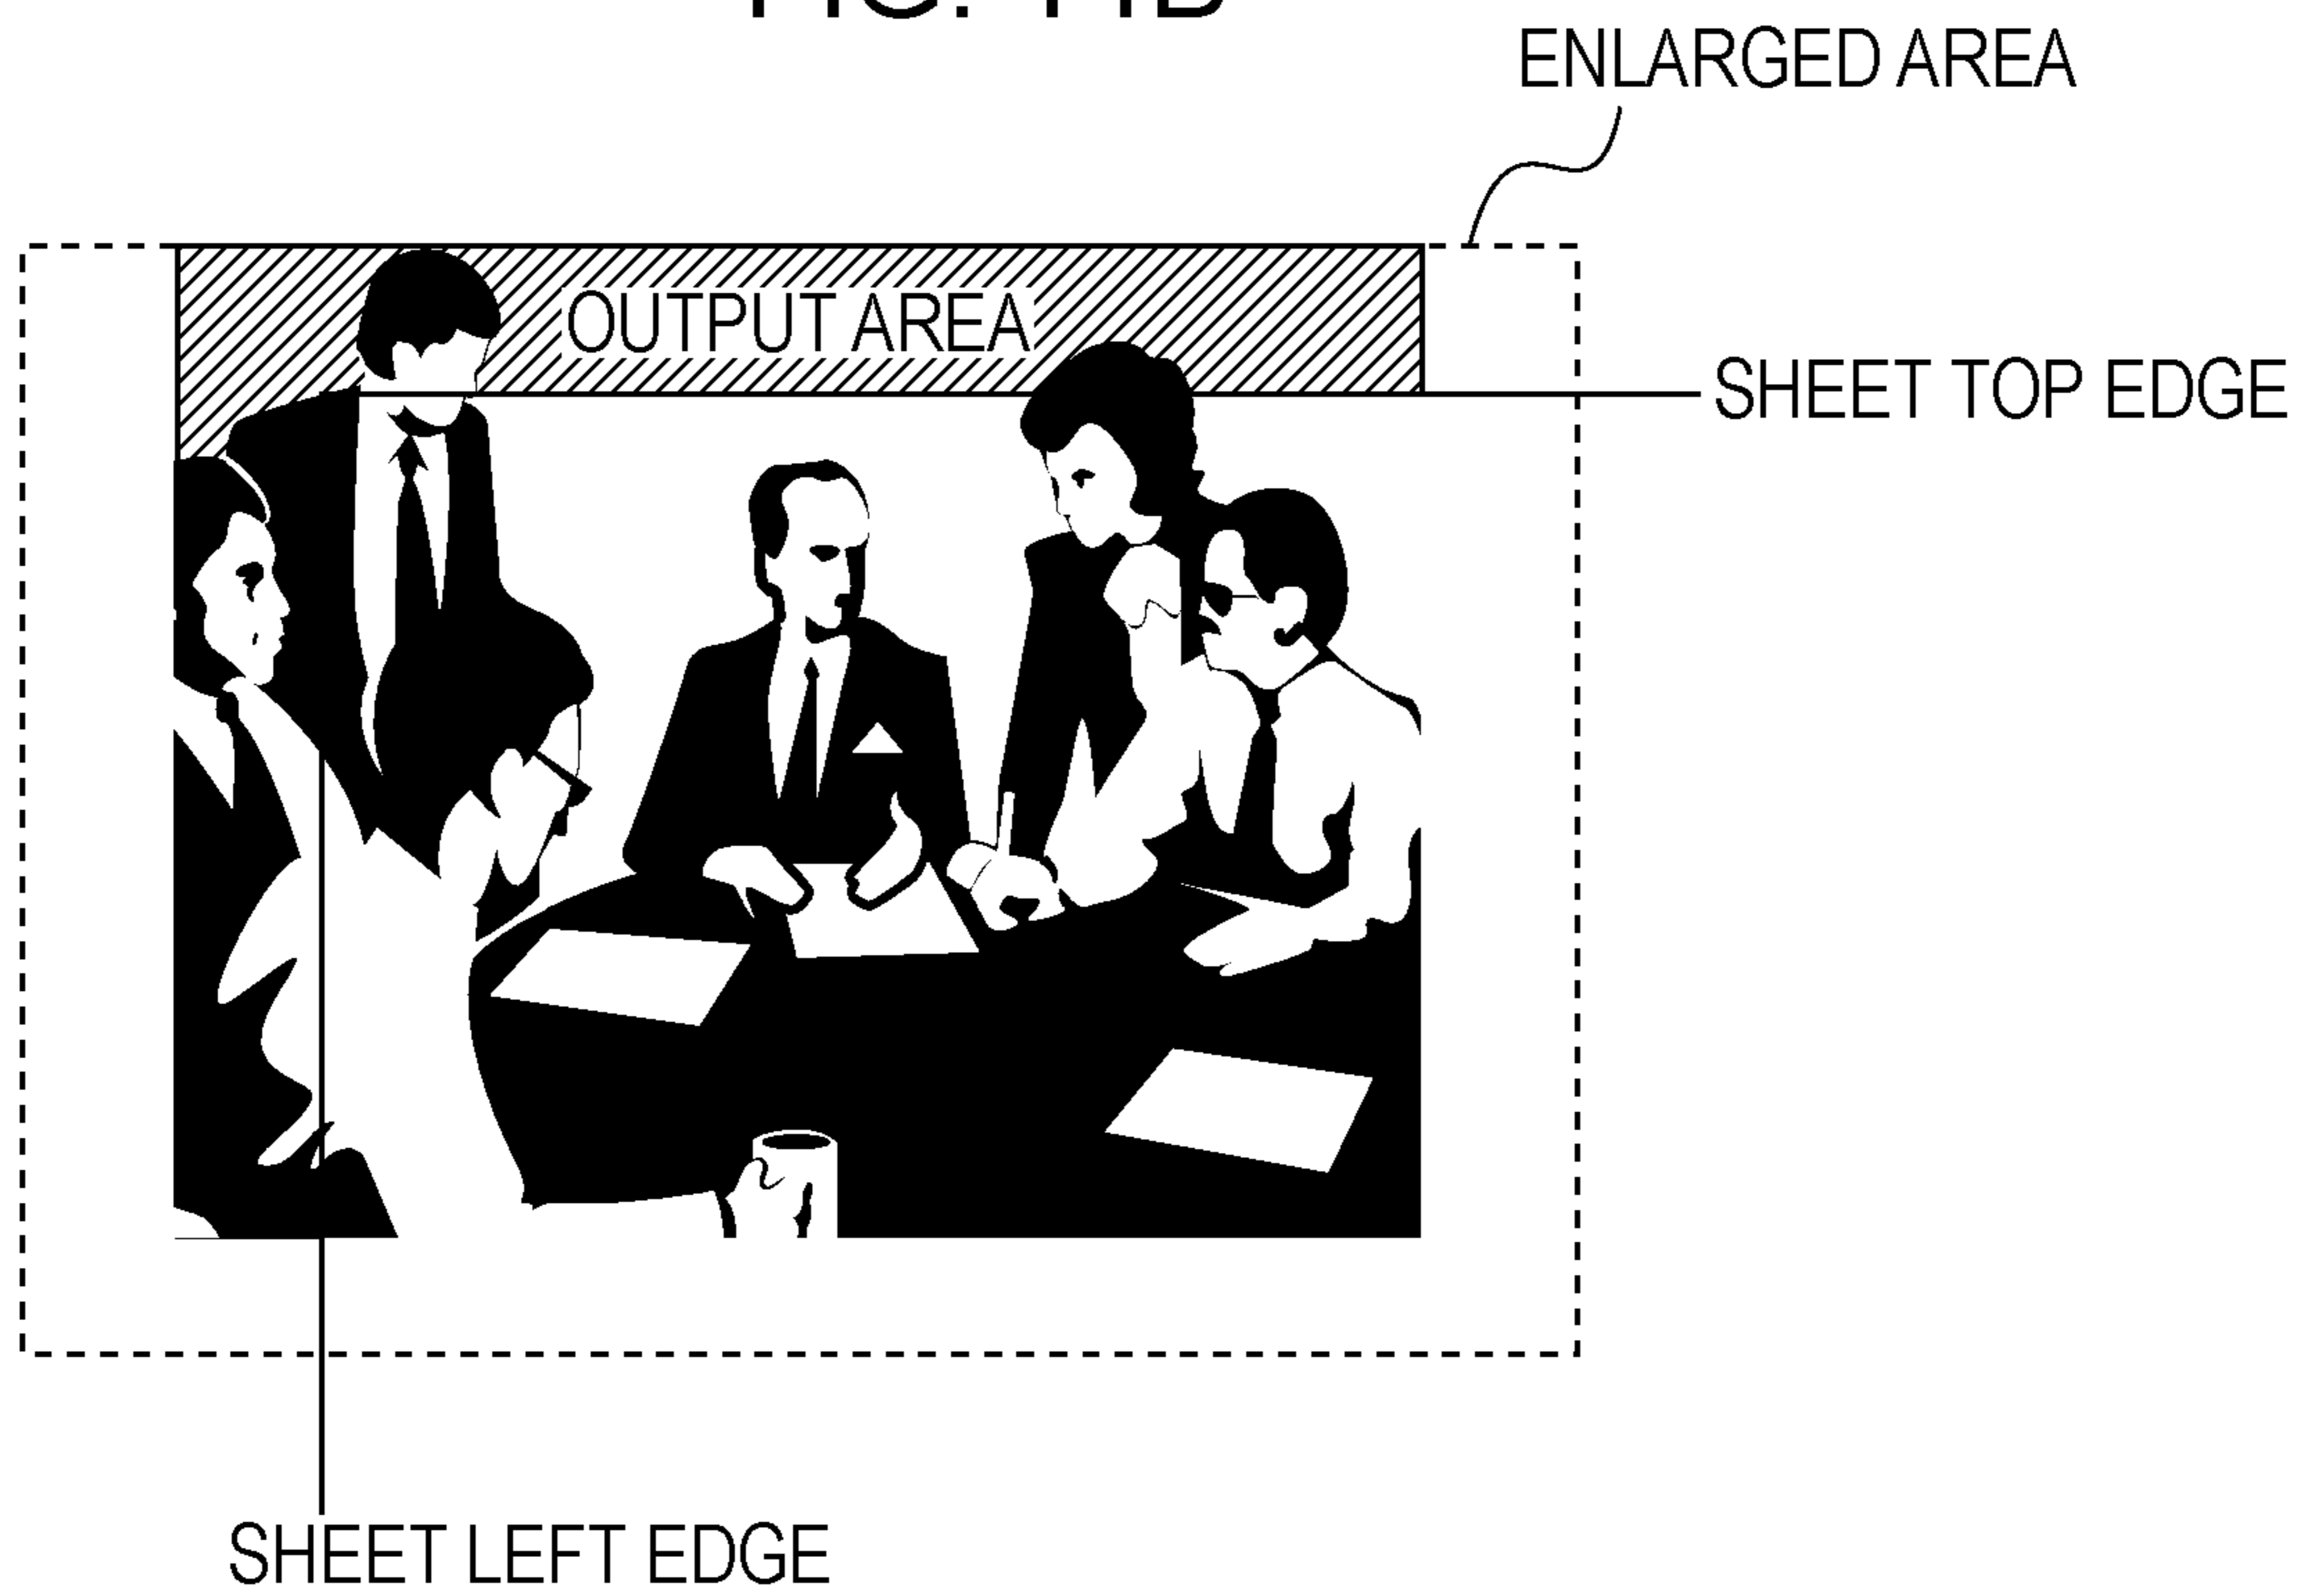 ENLARGED AREA
OUTPUT AREA
SHEET TOP EDGE
SHEET LEFT EDGE